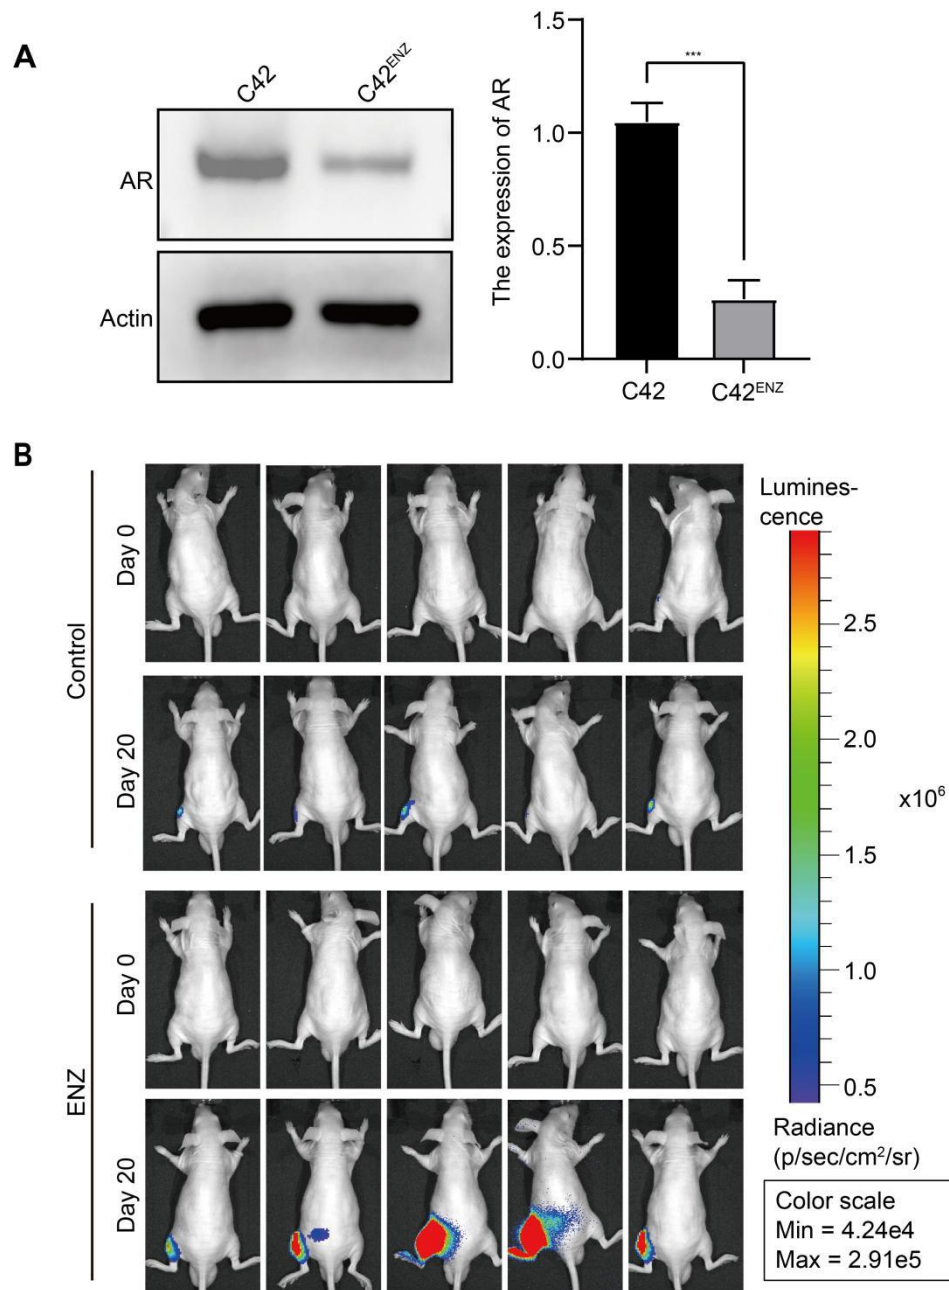 A
C42
C42ENZ
AR
Actin
The expression of AR
1.5
1.0
0.5
0.0
***
C42
C42ENZ
B
Control
Day 0
Day 20
ENZ
Day 0
Day 20
Lumines-
cence
2.5
2.0
x10⁶
1.5
1.0
0.5
Radiance
(p/sec/cm²/sr)
Color scale
Min = 4.24e4
Max = 2.91e5